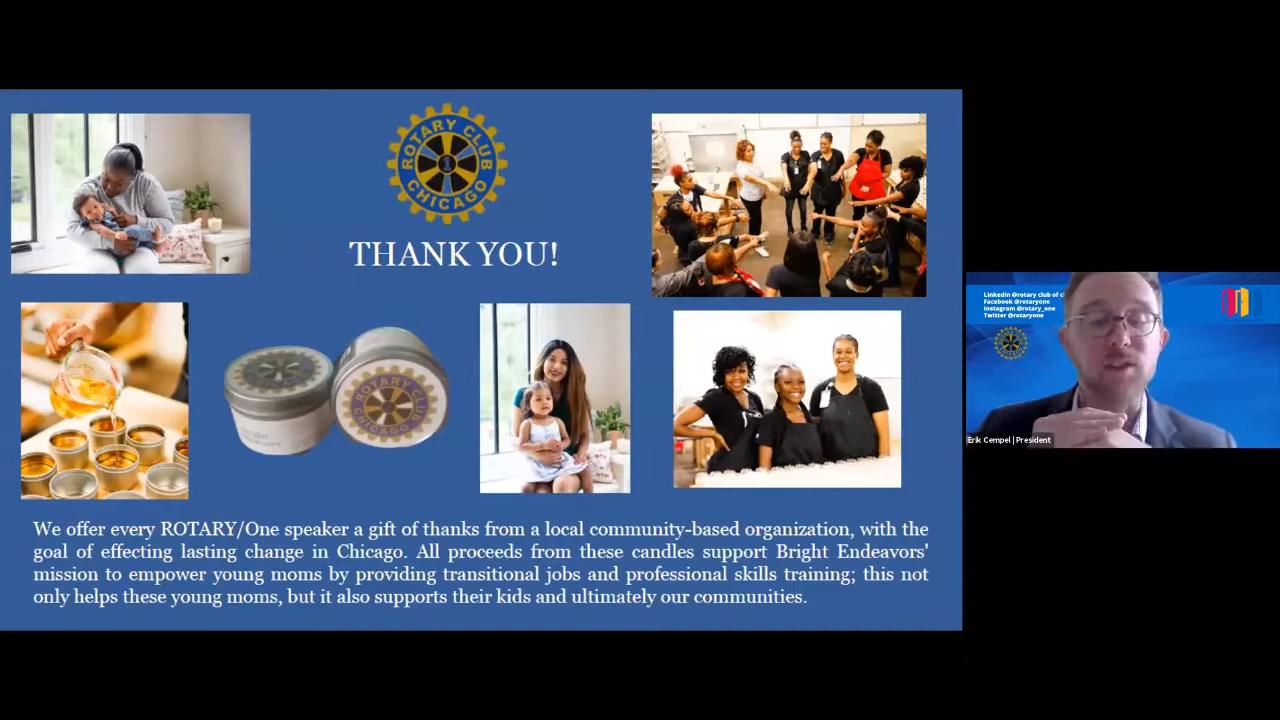 ROTARY CLUB
1
CHICAGO
THANK YOU!
ROTARY CLUB
CHICAGO
We offer every ROTARY/One speaker a gift of thanks from a local community-based organization, with the
goal of effecting lasting change in Chicago. All proceeds from these candles support Bright Endeavors'
mission to empower young moms by providing transitional jobs and professional skills training; this not
only helps these young moms, but it also supports their kids and ultimately our communities.
Linkedin @rotary club of c
Facebook @rotaryone
Instagram @rotary_one
Twitter @rotaryone
Erik Cempel | President